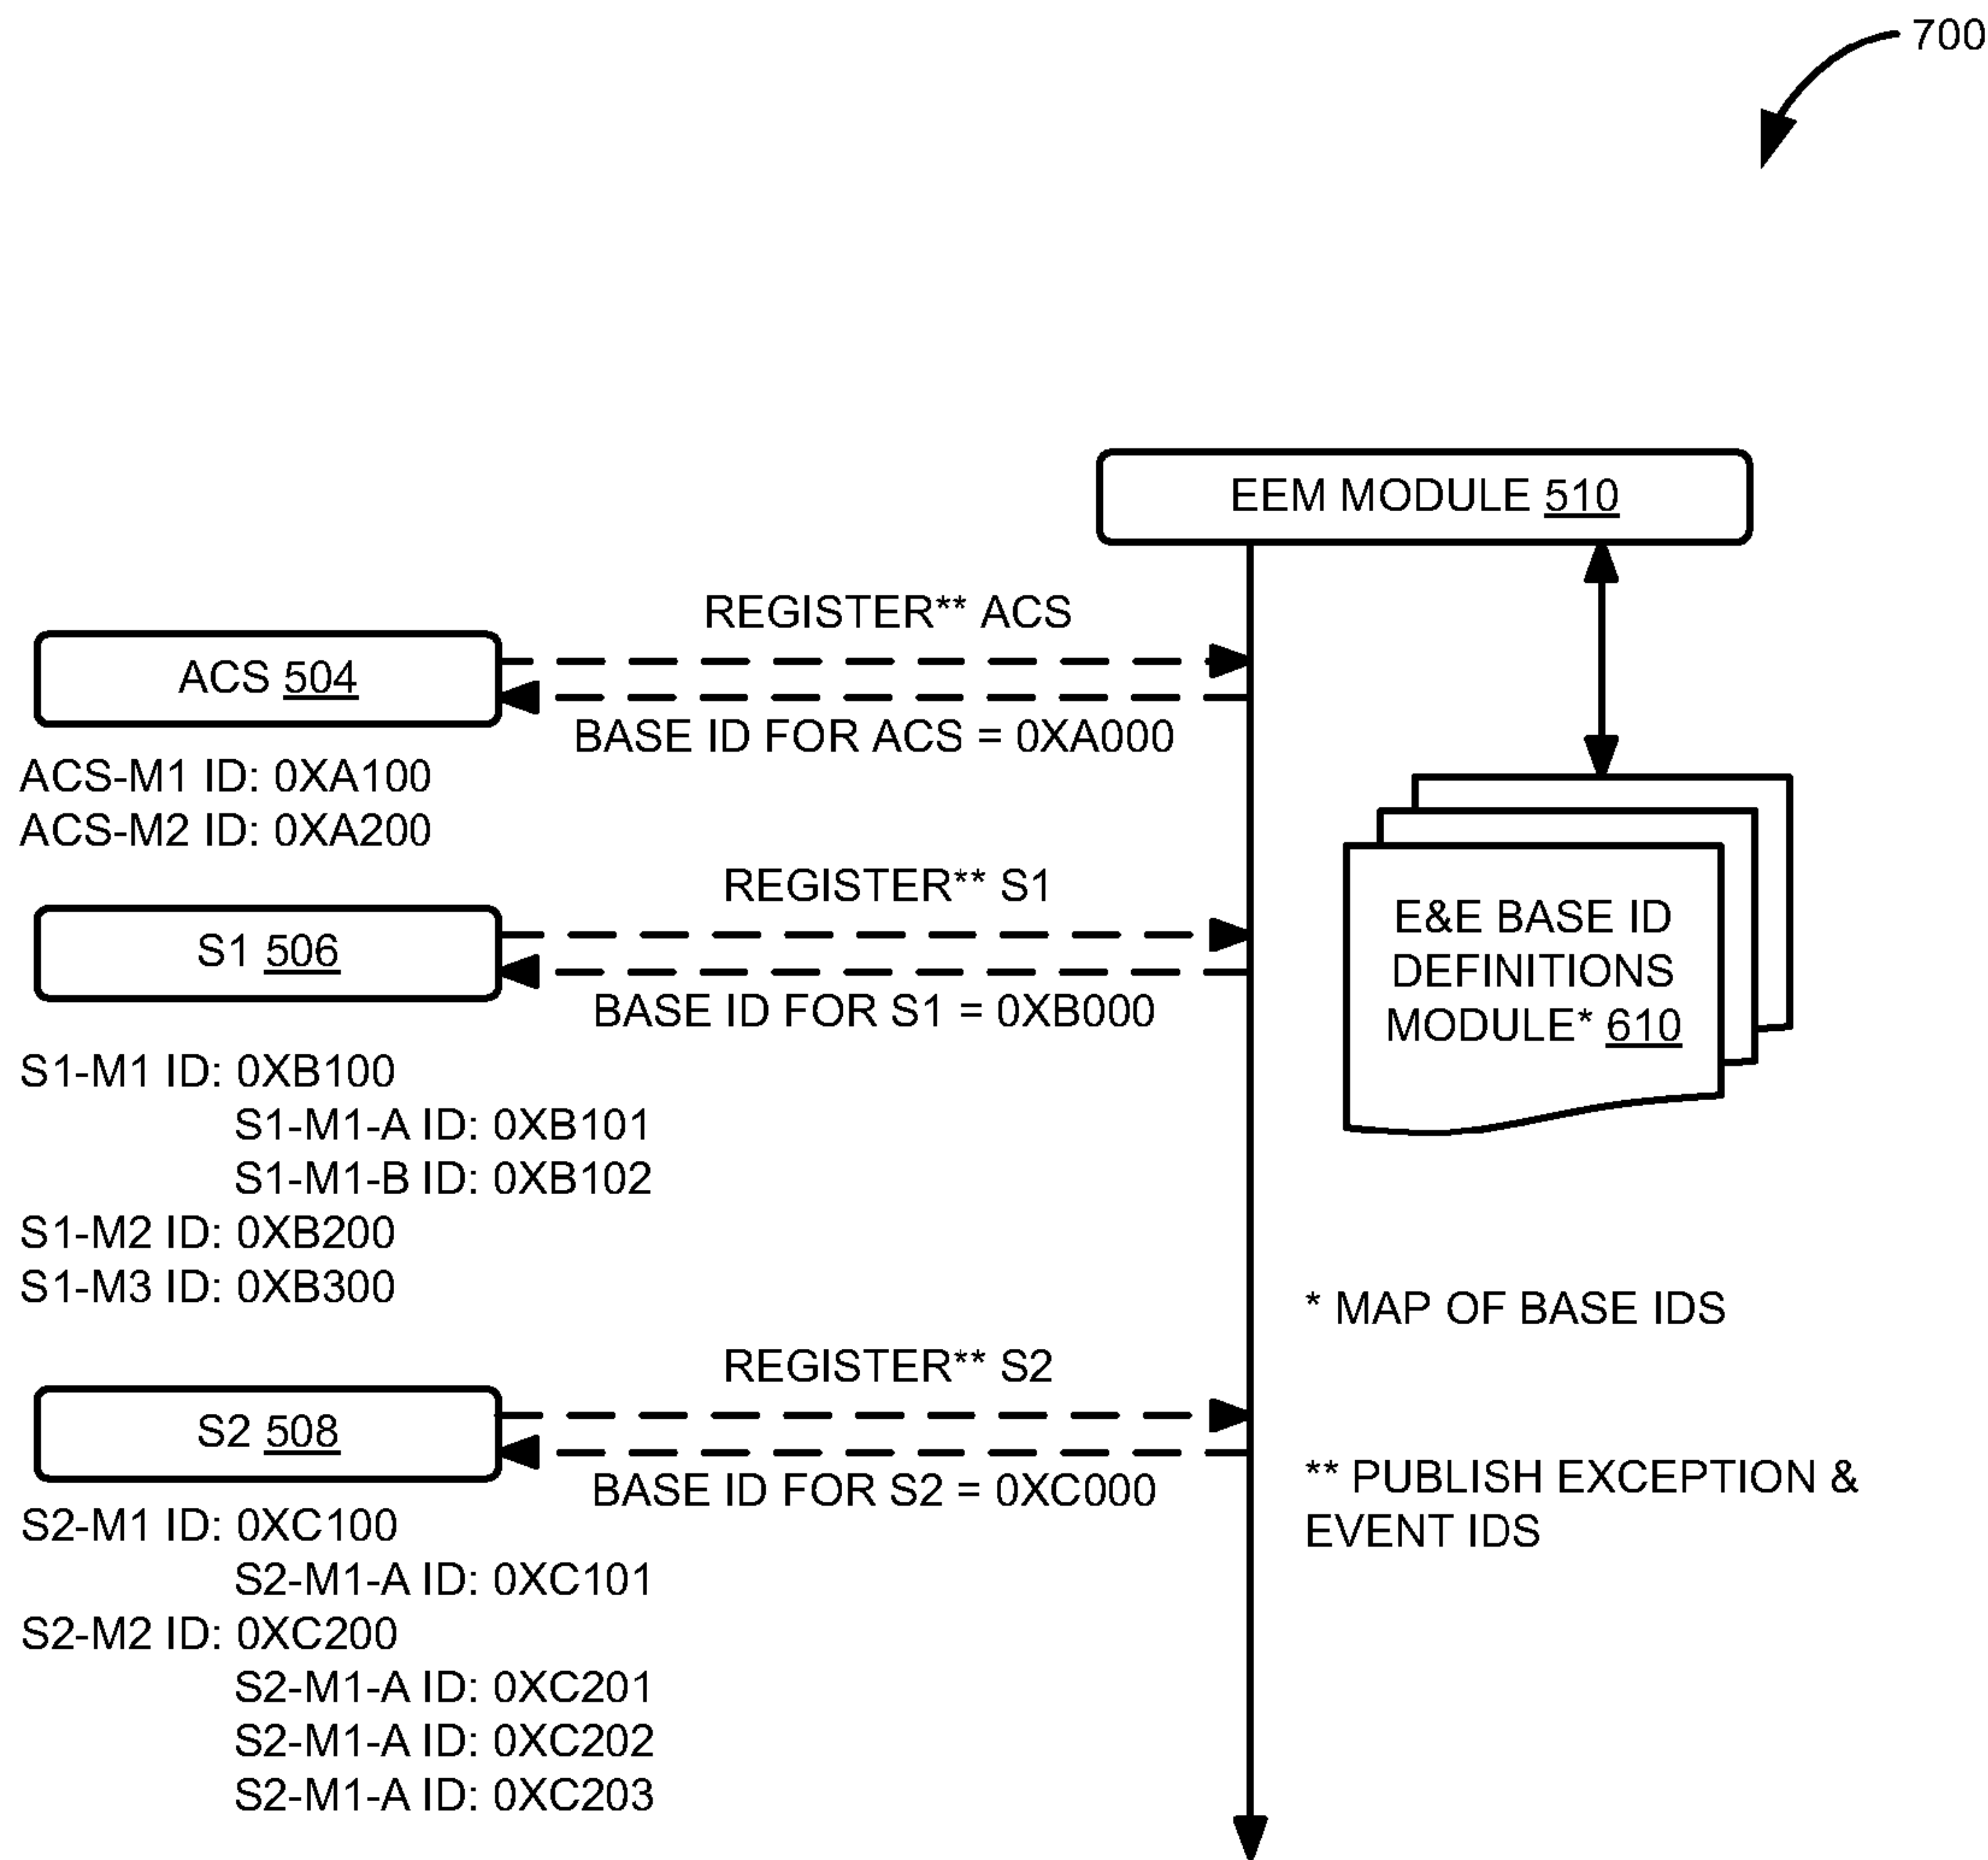 700
EEM MODULE 510
REGISTER** ACS
ACS 504
BASE ID FOR ACS = 0XA000
ACS-M1 ID: 0XA100
ACS-M2 ID: 0XA200
REGISTER** S1
S1 506
BASE ID FOR S1 = 0XB000
E&E BASE ID
DEFINITIONS
MODULE* 610
S1-M1 ID: 0XB100
S1-M1-A ID: 0XB101
S1-M1-B ID: 0XB102
S1-M2 ID: 0XB200
S1-M3 ID: 0XB300
* MAP OF BASE IDS
REGISTER** S2
S2 508
BASE ID FOR S2 = 0XC000
** PUBLISH EXCEPTION &
EVENT IDS
S2-M1 ID: 0XC100
S2-M1-A ID: 0XC101
S2-M2 ID: 0XC200
S2-M1-A ID: 0XC201
S2-M1-A ID: 0XC202
S2-M1-A ID: 0XC203